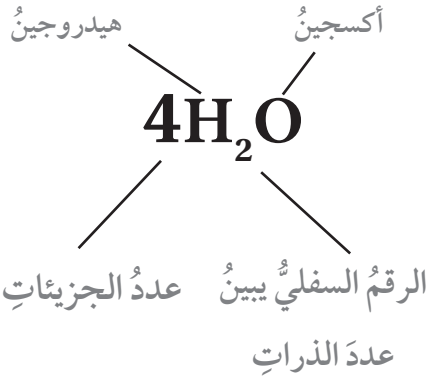 أكسجينُ
هيدروجينُ
4H₂O
الرقمُ السفليُّ يبينُ
عددَ الذراتِ
عددُ الجزيئاتِ